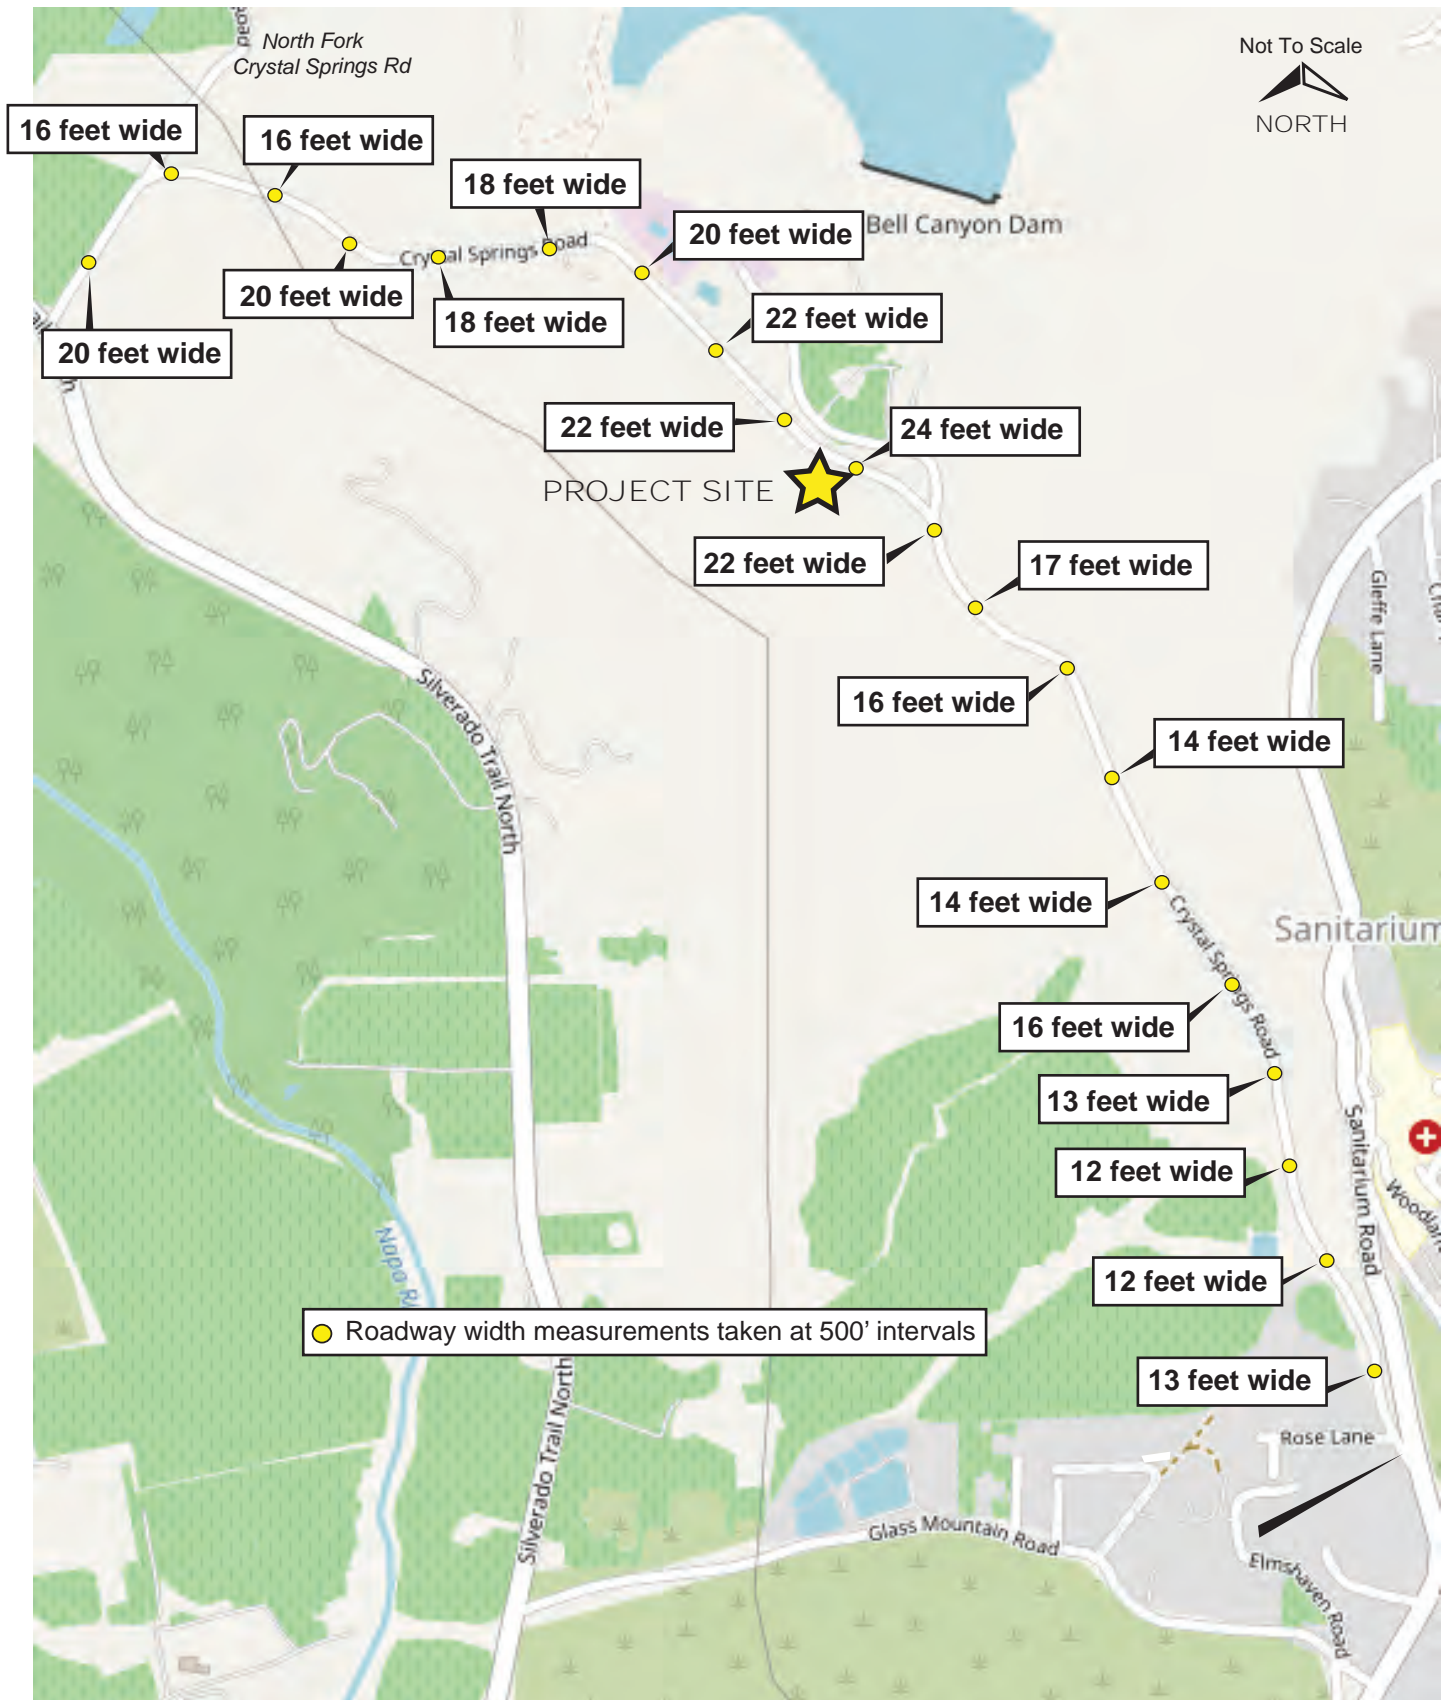 North Fork
Crystal Springs Rd
Not To Scale
NORTH
16 feet wide
16 feet wide
18 feet wide
20 feet wide
Bell Canyon Dam
Crystal Springs Road
20 feet wide
18 feet wide
22 feet wide
20 feet wide
22 feet wide
24 feet wide
PROJECT SITE
22 feet wide
17 feet wide
Gleffe Lane
16 feet wide
Silverado Trail North
14 feet wide
14 feet wide
Crystal Springs Road
Sanitarium
16 feet wide
13 feet wide
Sanitarium Road
12 feet wide
Napa
12 feet wide
Roadway width measurements taken at 500' intervals
13 feet wide
Silverado Trail North
Rose Lane
Glass Mountain Road
Elmshaven Road